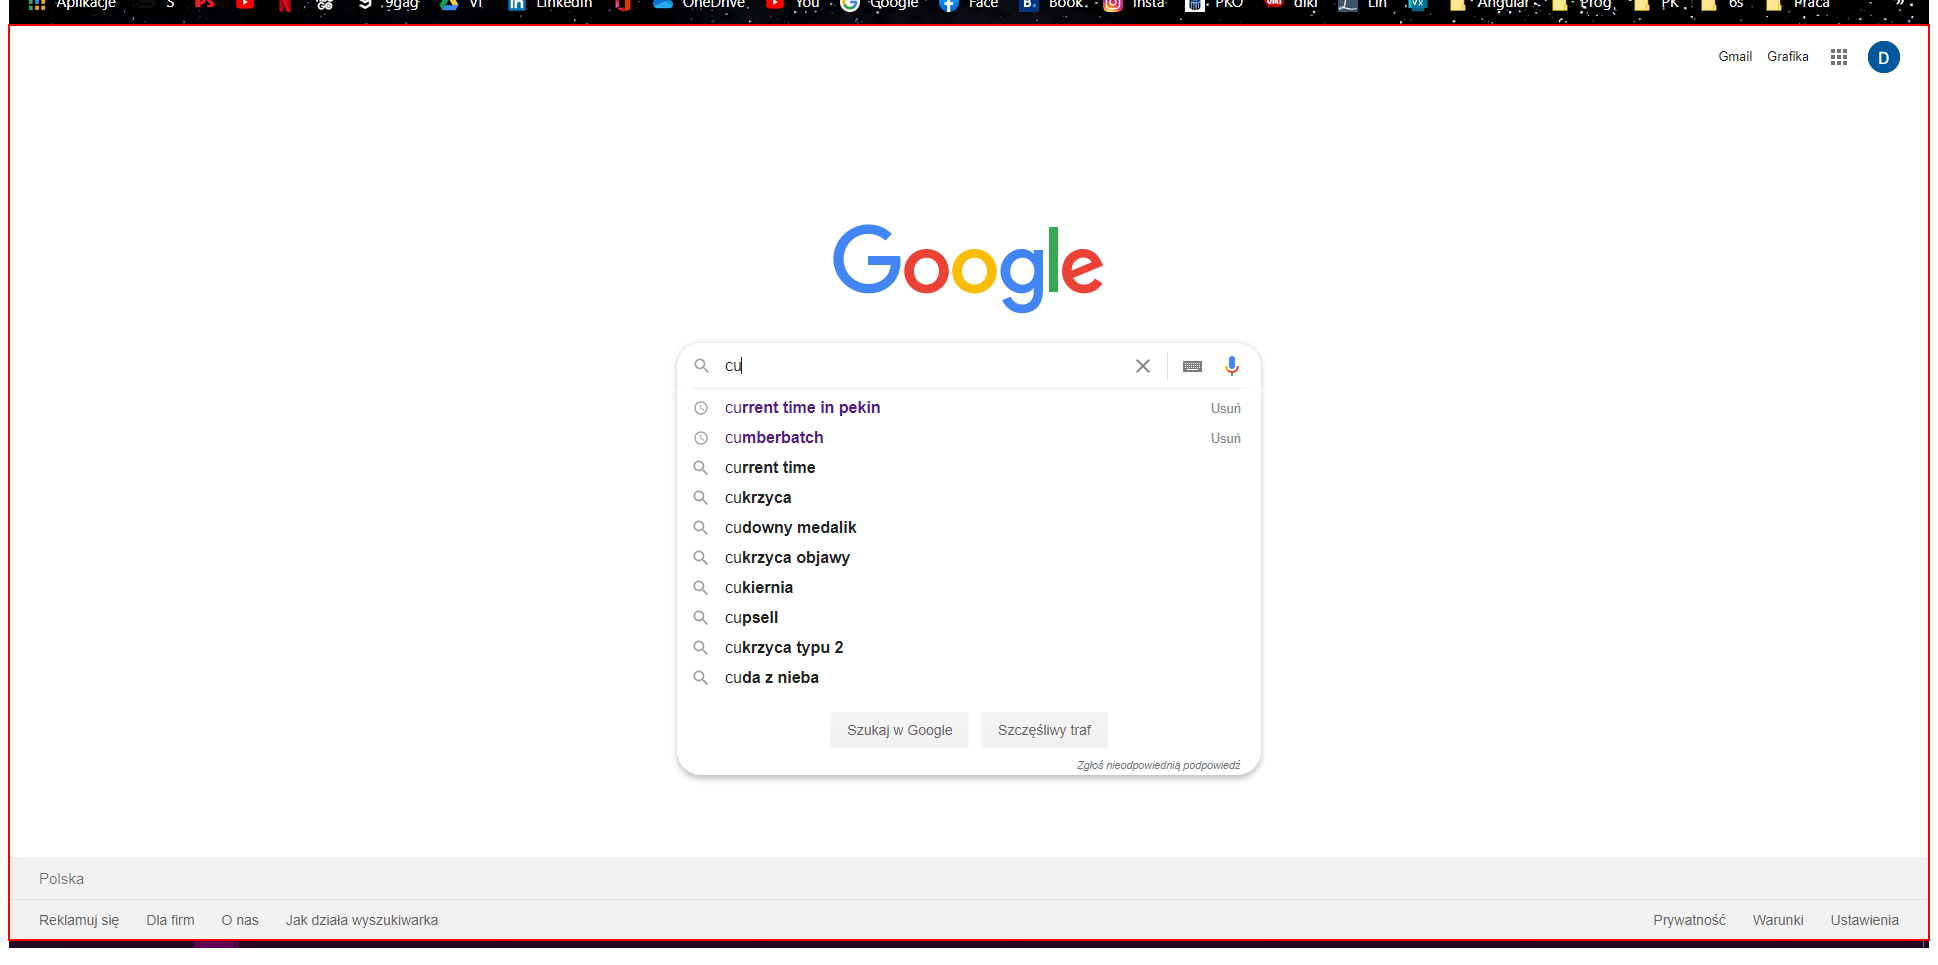 Aplikacje S PS 9gag VI in LinkedIn OneDrive You Google Face B. Book. Insta PKO diki Lin VX Angular Prog PK 6s Praca »
Gmail Grafika D
Google
cu
current time in pekin Usuń
cumberbatch Usuń
current time
cukrzyca
cudowny medalik
cukrzyca objawy
cukiernia
cupsell
cukrzyca typu 2
cuda z nieba
Szukaj w Google Szczęśliwy traf
Zgłoś nieodpowiednią podpowiedź
Polska
Reklamuj się Dla firm O nas Jak działa wyszukiwarka Prywatność Warunki Ustawienia